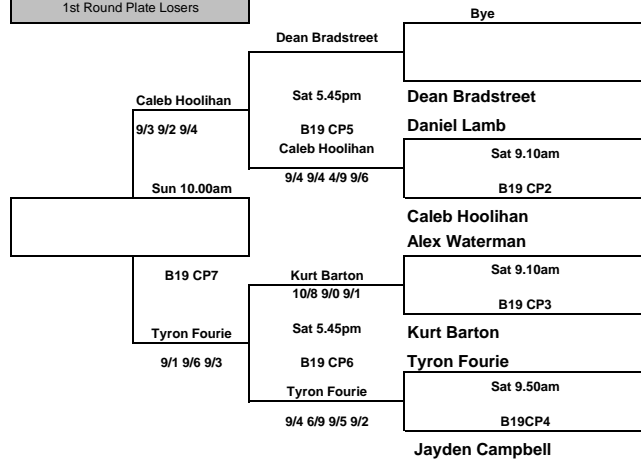 1st Round Plate Losers
Bye
Dean Bradstreet
Caleb Hoolihan
Sat 5.45pm
Dean Bradstreet
9/3 9/2 9/4
B19 CP5
Daniel Lamb
Caleb Hoolihan
Sat 9.10am
9/4 9/4 4/9 9/6
Sun 10.00am
B19 CP2
Caleb Hoolihan
Alex Waterman
B19 CP7
Kurt Barton
Sat 9.10am
10/8 9/0 9/1
B19 CP3
Tyron Fourie
Sat 5.45pm
Kurt Barton
9/1 9/6 9/3
B19 CP6
Tyron Fourie
Tyron Fourie
Sat 9.50am
9/4 6/9 9/5 9/2
B19CP4
Jayden Campbell